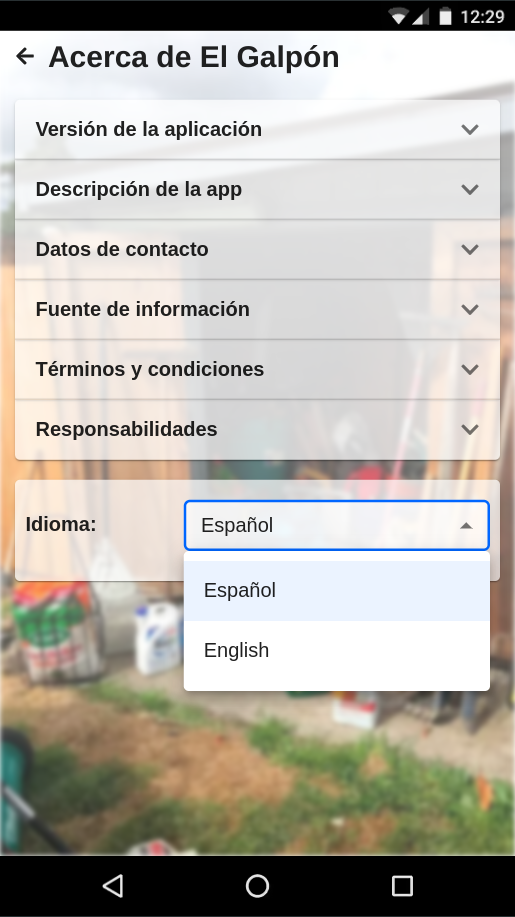 12:29
Acerca de El Galpón
Versión de la aplicación
Descripción de la app
Datos de contacto
Fuente de información
Términos y condiciones
Responsabilidades
Idioma:
Español
Español
English